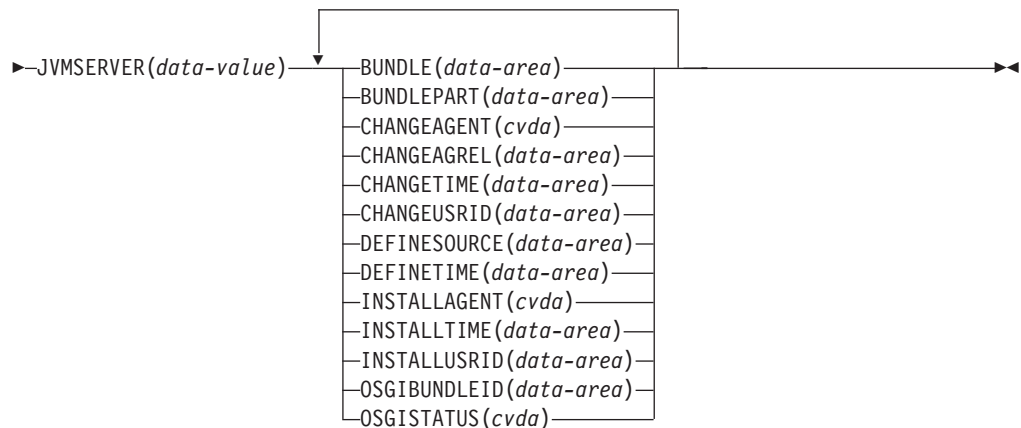 JVMSERVER(data-value) BUNDLE(data-area)
BUNDLEPART(data-area)
CHANGEAGENT(cvda)
CHANGEAGREL(data-area)
CHANGETIME(data-area)
CHANGEUSRID(data-area)
DEFINESOURCE(data-area)
DEFINETIME(data-area)
INSTALLAGENT(cvda)
INSTALLTIME(data-area)
INSTALLUSRID(data-area)
OSGIBUNDLEID(data-area)
OSGISTATUS(cvda)